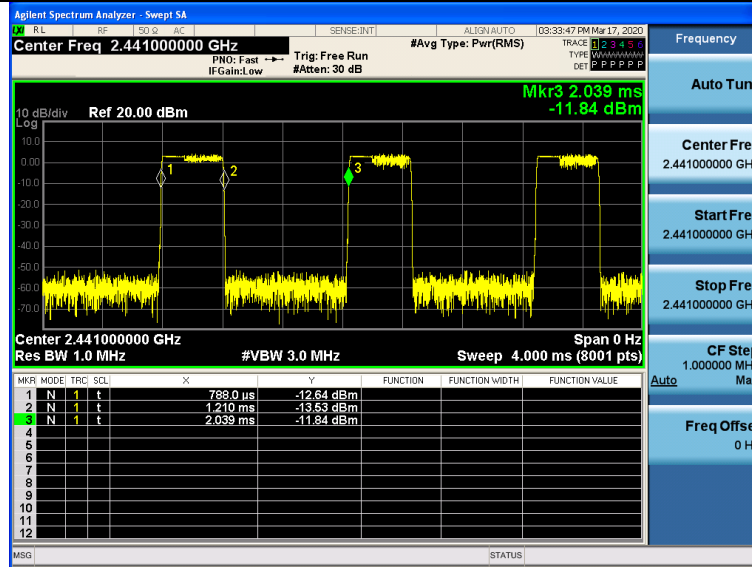 Agilent Spectrum Analyzer - Swept SA
LXI RL RF 50 Ω AC SENSE:INT ALIGN AUTO 03:33:47 PM Mar 17, 2020
Center Freq 2.441000000 GHz
PNO: Fast
IFGain:Low
Trig: Free Run
#Atten: 30 dB
#Avg Type: Pwr(RMS)
TRACE 1 2 3 4 5 6
TYPE
DET P P P P P P
Mkr3 2.039 ms
-11.84 dBm
10 dB/div Ref 20.00 dBm
Log
10.0
0.00
-10.0
-20.0
-30.0
-40.0
-50.0
-60.0
-70.0
1
2
3
Center 2.441000000 GHz Span 0 Hz
Res BW 1.0 MHz #VBW 3.0 MHz Sweep 4.000 ms (8001 pts)
MKR MODE TRC SCL X Y FUNCTION FUNCTION WIDTH FUNCTION VALUE
1 N 1 t 788.0 µs -12.64 dBm
2 N 1 t 1.210 ms -13.53 dBm
3 N 1 t 2.039 ms -11.84 dBm
4
5
6
7
8
9
10
11
12
MSG STATUS
Frequency
Auto Tun
Center Fre
2.441000000 GH
Start Fre
2.441000000 GH
Stop Fre
2.441000000 GH
CF Ste
1.000000 MH
Auto Ma
Freq Offse
0 H